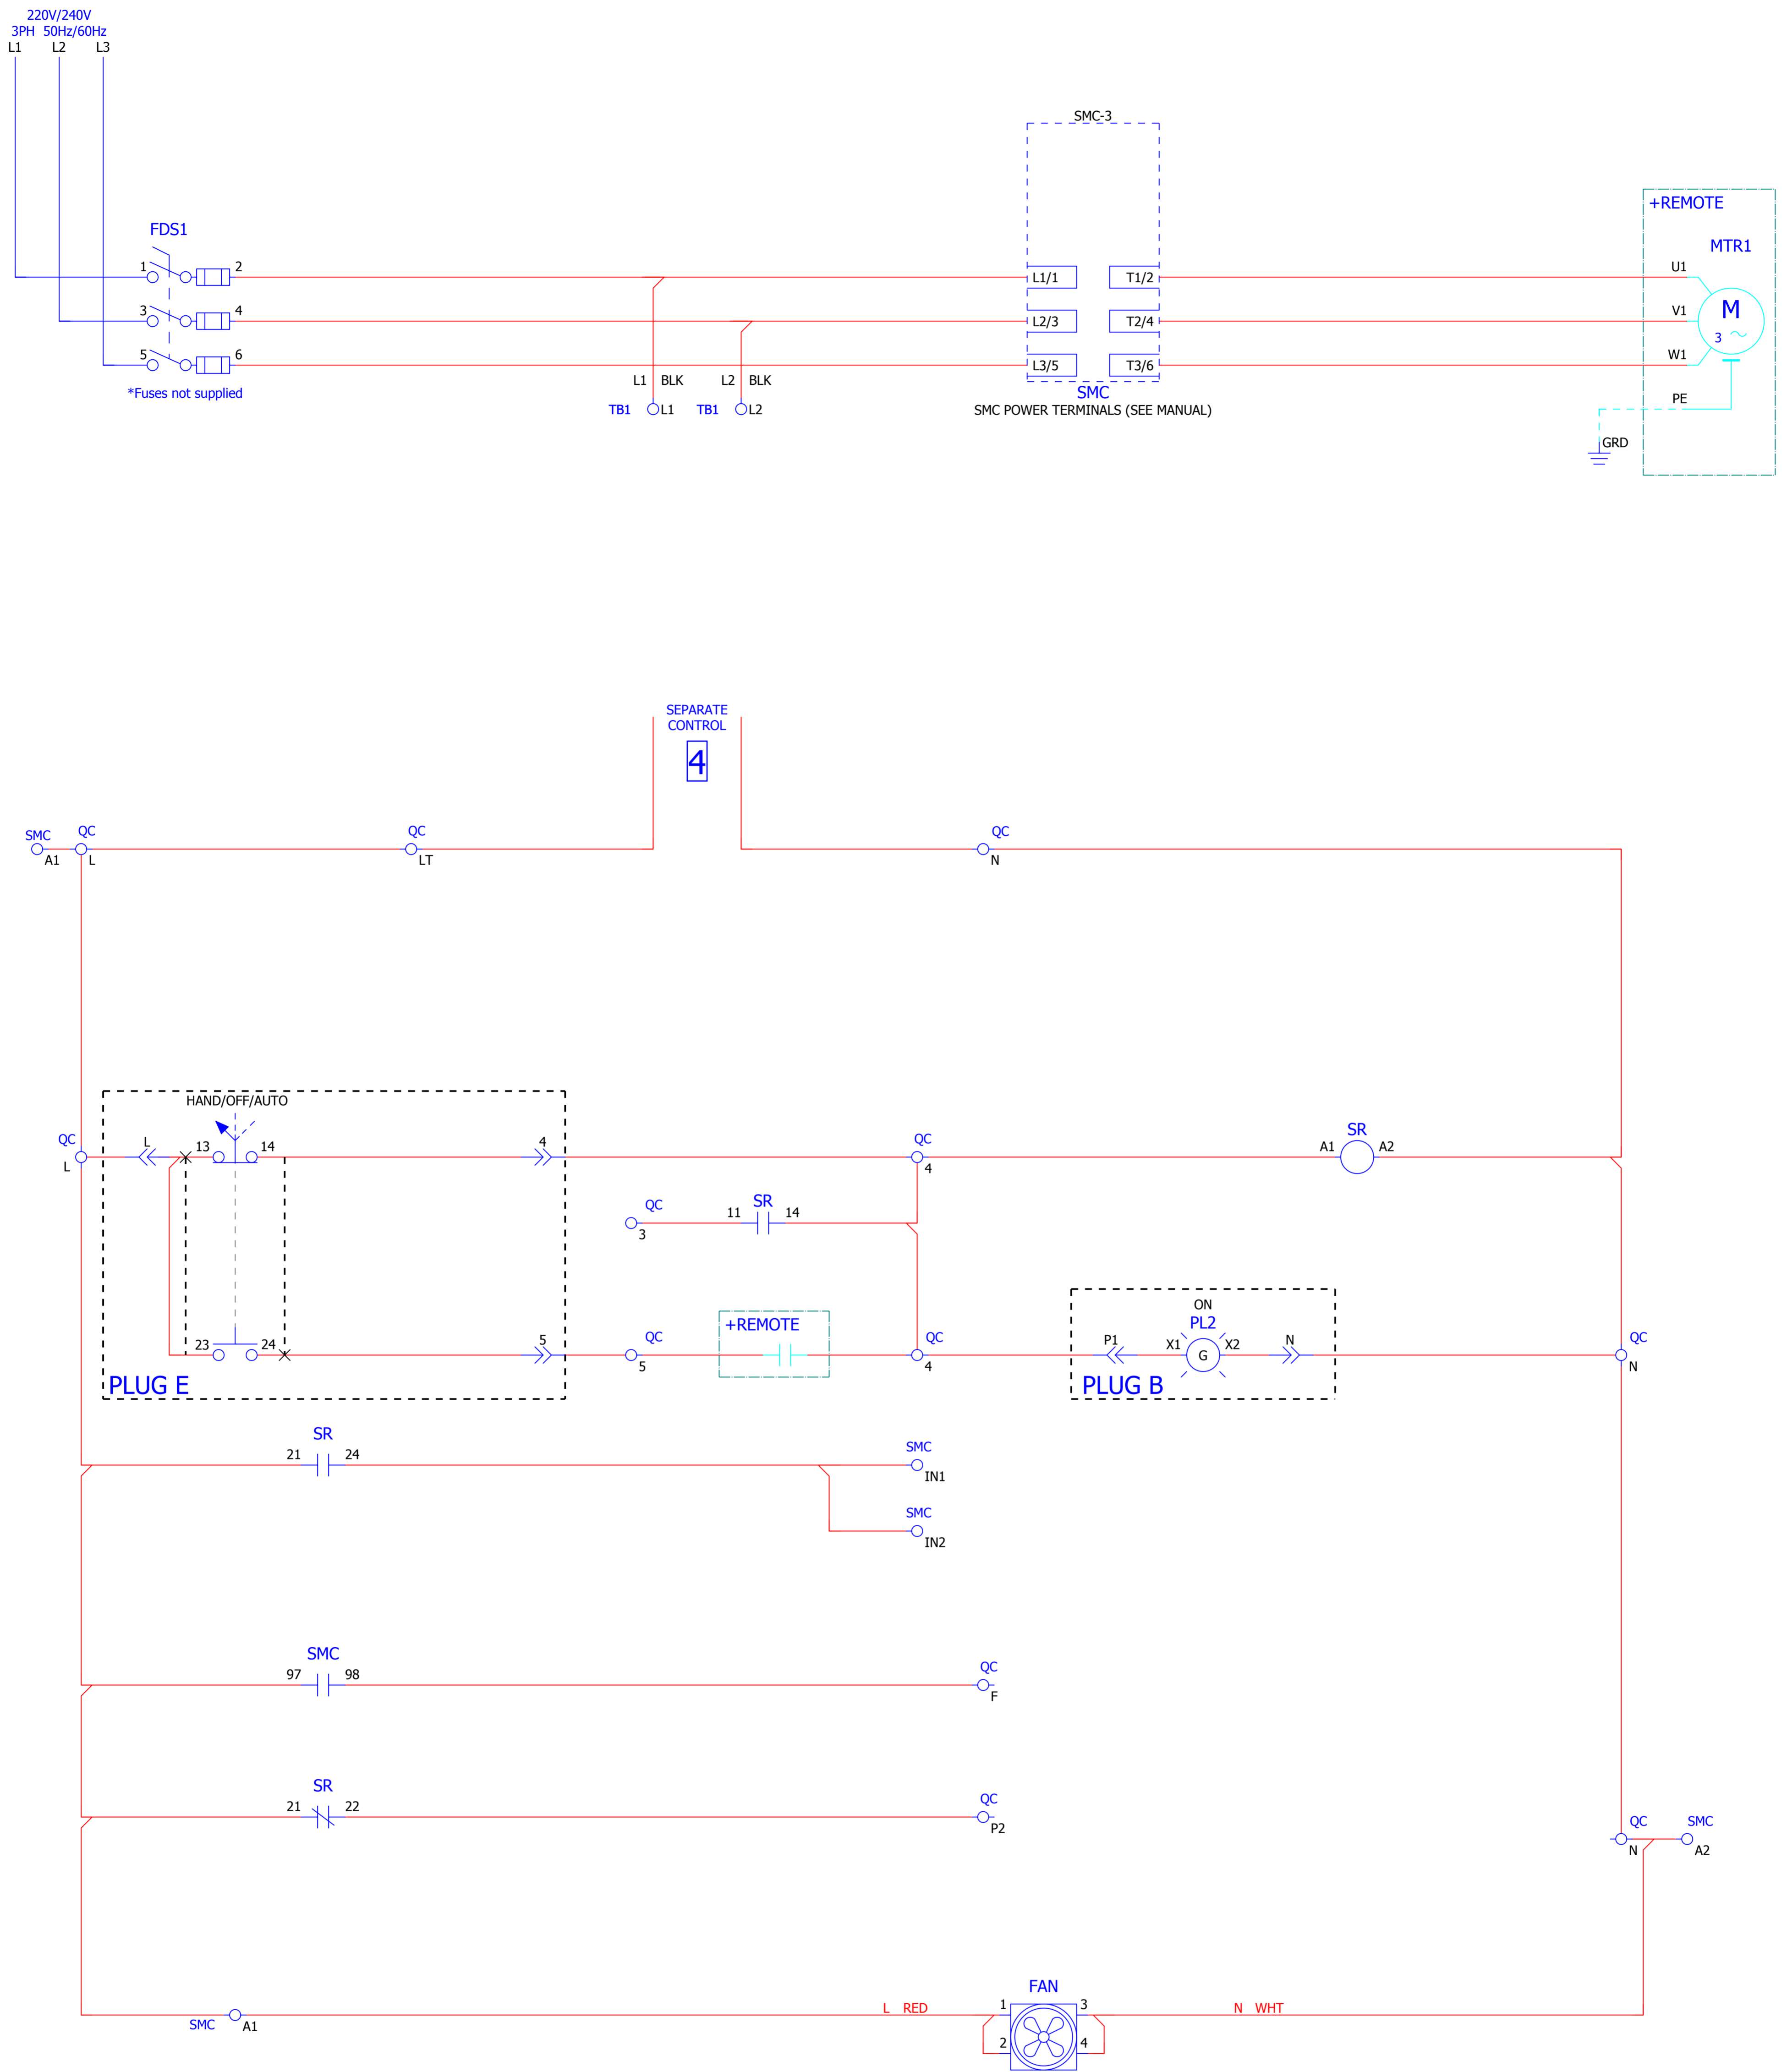 220V/240V
3PH 50Hz/60Hz
L1 L2 L3
SMC-3
+REMOTE
MTR1
FDS1
1 2
L1/1 T1/2
U1
3 4
L2/3 T2/4
V1
M
3
5 6
L3/5 T3/6
W1
*Fuses not supplied
L1 BLK
L2 BLK
TB1 L1
TB1 L2
SMC
SMC POWER TERMINALS (SEE MANUAL)
PE
GRD
SEPARATE
CONTROL
4
SMC
A1
QC
L
QC
LT
QC
N
HAND/OFF/AUTO
QC
L
L
13 14
4
QC
4
SR
A1 A2
QC
3
SR
11 14
23 24
5
PLUG E
QC
5
+REMOTE
QC
4
ON
PL2
P1
X1
G
X2
N
PLUG B
QC
N
SR
21 24
SMC
IN1
SMC
IN2
SMC
97 98
QC
F
SR
21 22
QC
P2
QC
N
SMC
A2
SMC
A1
L RED
FAN
1 3
2 4
N WHT